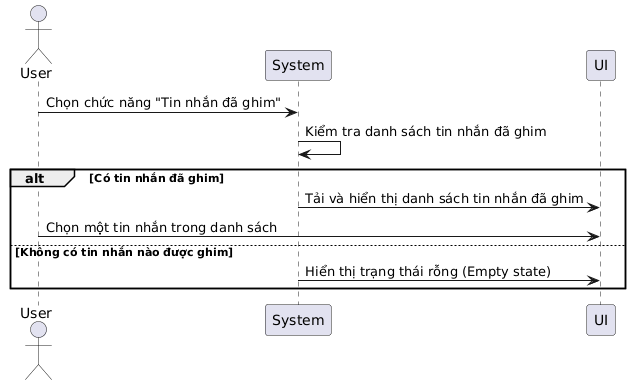 User
System
UI
Chọn chức năng "Tin nhắn đã ghim"
Kiểm tra danh sách tin nhắn đã ghim
alt
[Có tin nhắn đã ghim]
Tải và hiển thị danh sách tin nhắn đã ghim
Chọn một tin nhắn trong danh sách
[Không có tin nhắn nào được ghim]
Hiển thị trạng thái rỗng (Empty state)
User
System
UI